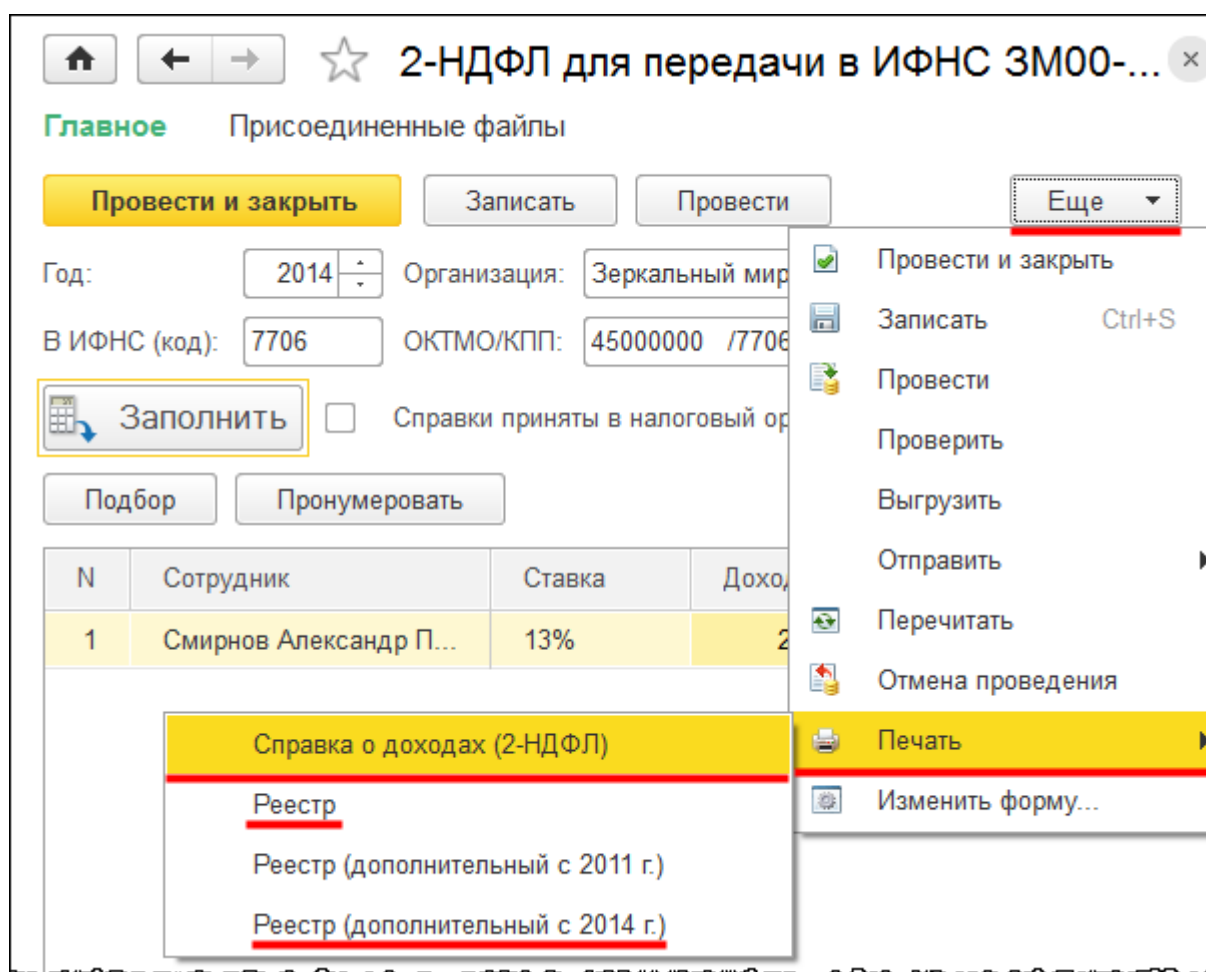 2-НДФЛ для передачи в ИФНС ЗМ00-...
Главное Присоединенные файлы
Провести и закрыть Записать Провести Еще
Год: 2014 Организация: Зеркальный мир
В ИФНС (код): 7706 ОКТМО/КПП: 45000000 /7706
Заполнить Справки приняты в налоговый ор
Подбор Пронумеровать
N Сотрудник Ставка Доход
1 Смирнов Александр П... 13% 2
Провести и закрыть
Записать Ctrl+S
Провести
Проверить
Выгрузить
Отправить
Перечитать
Отмена проведения
Печать
Изменить форму...
Справка о доходах (2-НДФЛ)
Реестр
Реестр (дополнительный с 2011 г.)
Реестр (дополнительный с 2014 г.)